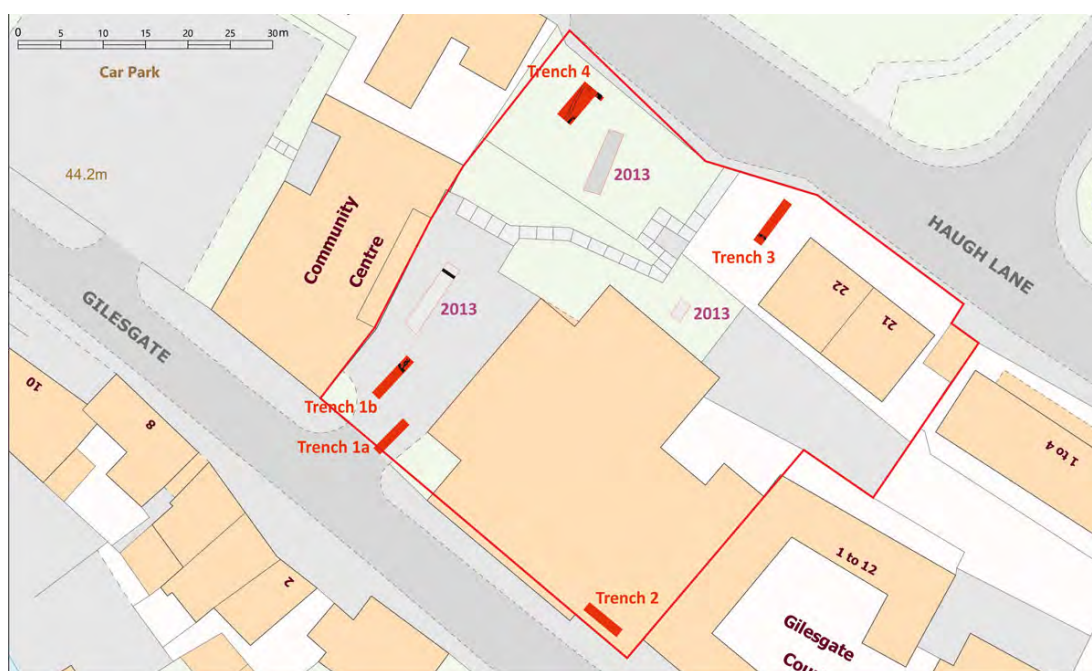 0 5 10 15 20 25 30m
Car Park
Trench 4
44.2m
2013
Community
Centre
Trench 3
HAUGH LANE
22
21
2013
2013
GILESGATE
10
8
Trench 1b
Trench 1a
1 to 4
2
1 to 12
Trench 2
Gilesgate